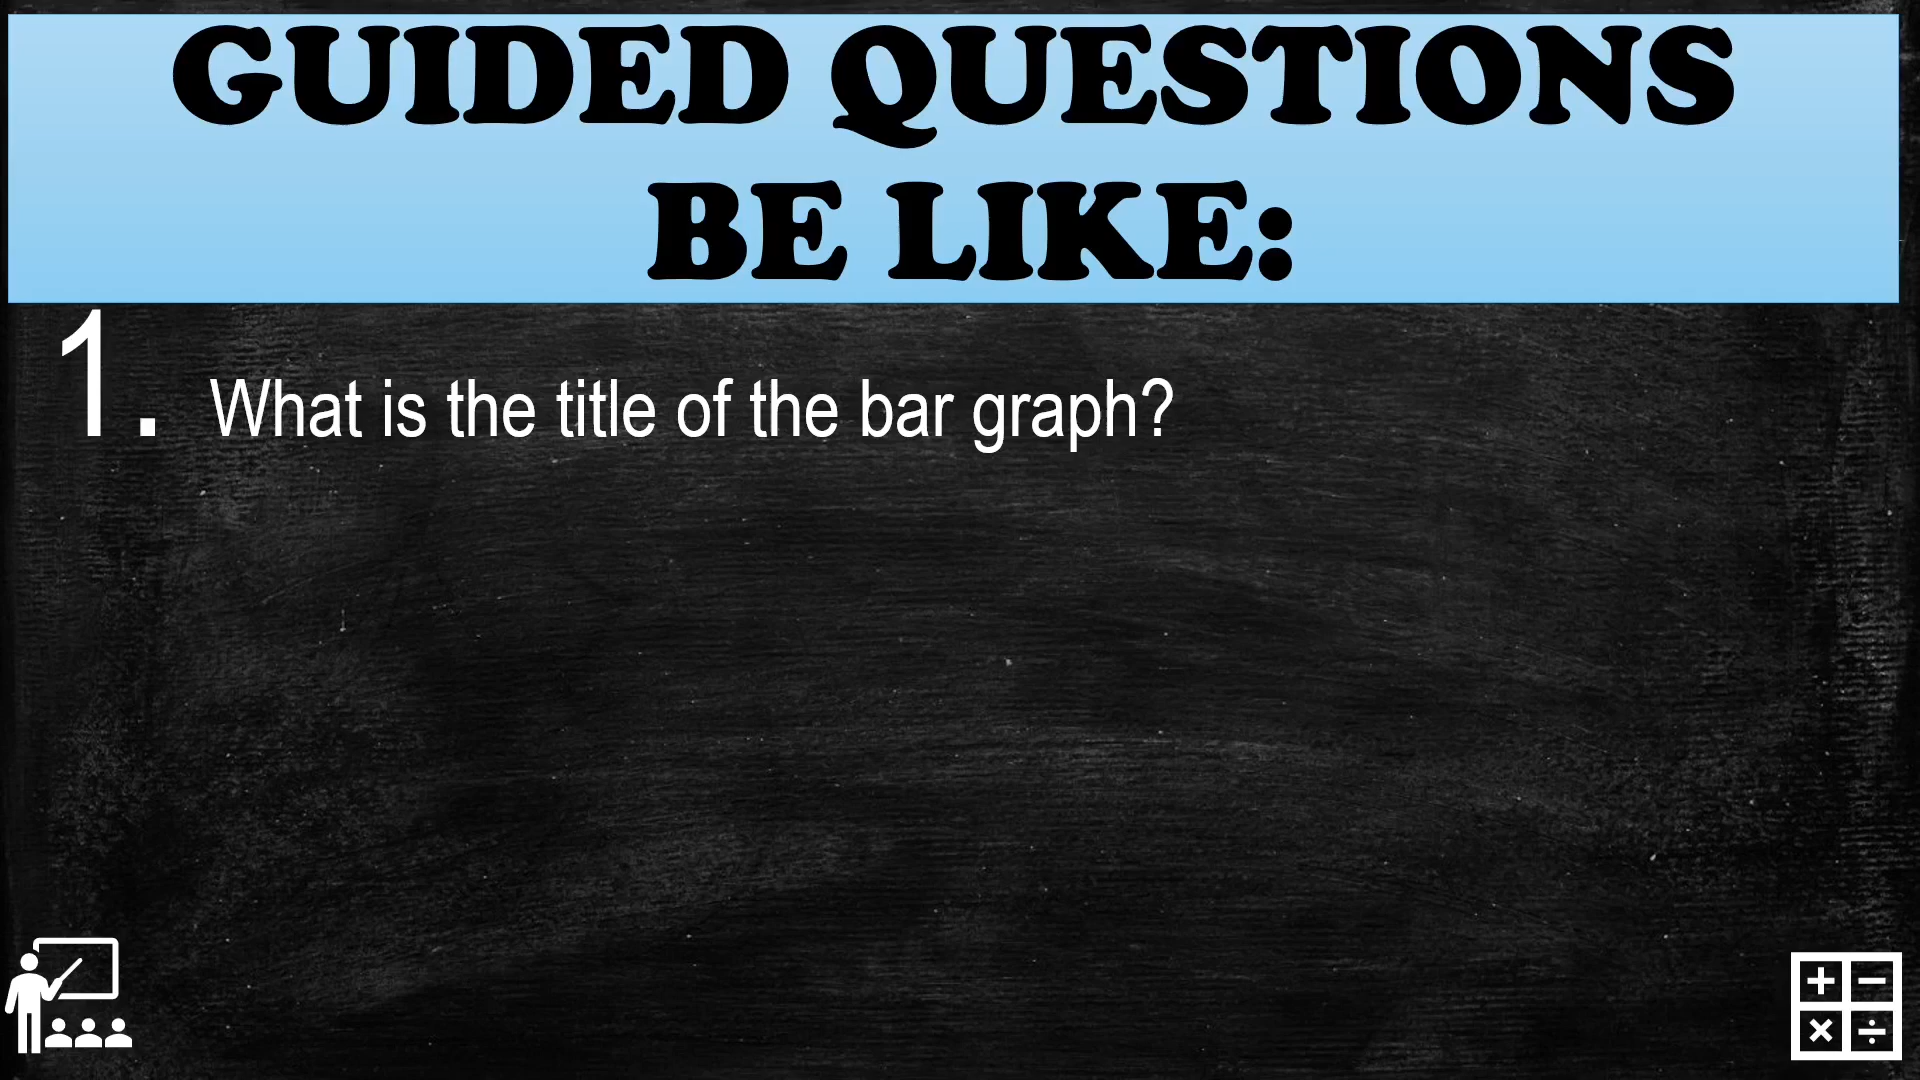 GUIDED QUESTIONS
BE LIKE:
1. What is the title of the bar graph?